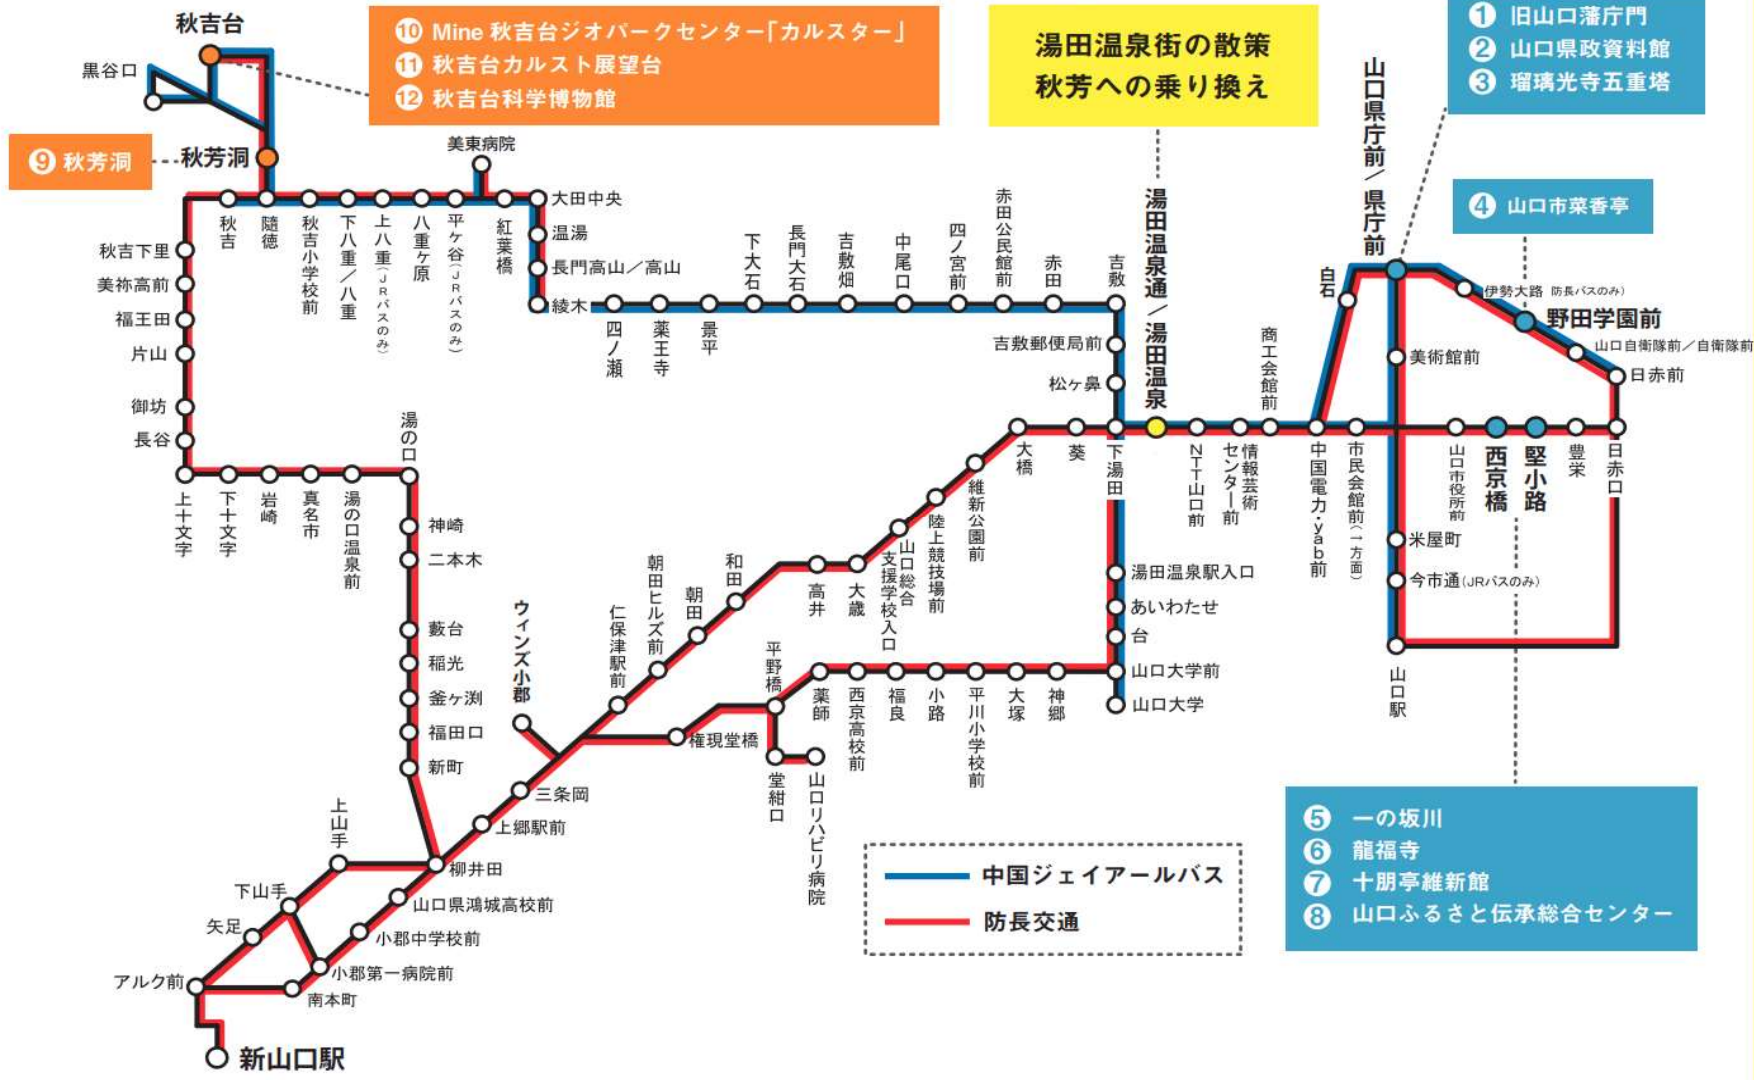 秋吉台
黒谷口
⑩ Mine 秋吉台ジオパークセンター「カルスター」
⑪ 秋吉台カルスト展望台
⑫ 秋吉台科学博物館
湯田温泉街の散策
秋芳への乗り換え
① 旧山口藩庁門
② 山口県政資料館
③ 瑠璃光寺五重塔
山口県庁前/県庁前
⑨ 秋芳洞
秋芳洞
美東病院
④ 山口市菜香亭
秋吉
隨徳
秋吉小学校前
下八重/八重
上八重(JRバスのみ)
八重ヶ原
平ヶ谷(JRバスのみ)
紅葉橋
大田中央
温湯
長門高山/高山
綾木
四ノ瀬
薬王寺
景平
下大石
長門大石
吉敷畑
中尾口
四ノ宮前
赤田公民館前
赤田
吉敷
吉敷郵便局前
松ヶ鼻
湯田温泉通/湯田温泉
商工会館前
白石
伊勢大路 防長バスのみ)
野田学園前
山口自衛隊前/自衛隊前
日赤前
美術館前
秋吉下里
美祢高前
福王田
片山
御坊
長谷
上十文字
下十文字
岩崎
真名市
湯の口温泉前
湯の口
神崎
二本木
藪台
稲光
釜ヶ渕
福田口
新町
大橋
葵
下湯田
NTT山口前
情報芸術
センター前
中国電力・yab前
市民会館前(→方面)
山口市役所前
西京橋
堅小路
豊栄
日赤口
米屋町
今市通(JRバスのみ)
山口駅
維新公園前
陸上競技場前
山口総合
支援学校入口
大歳
高井
和田
朝田
朝田ヒルズ前
仁保津駅前
ウィンズ小郡
湯田温泉駅入口
あいわたせ
台
山口大学前
山口大学
平野橋
薬師
西京高校前
福良
小路
平川小学校前
大塚
神郷
権現堂橋
堂紺口
山口リハビリ病院
三条岡
上郷駅前
柳井田
上山手
下山手
矢足
アルク前
山口県鴻城高校前
小郡中学校前
小郡第一病院前
南本町
新山口駅
中国ジェイアールバス
防長交通
⑤ 一の坂川
⑥ 龍福寺
⑦ 十朋亭維新館
⑧ 山口ふるさと伝承総合センター